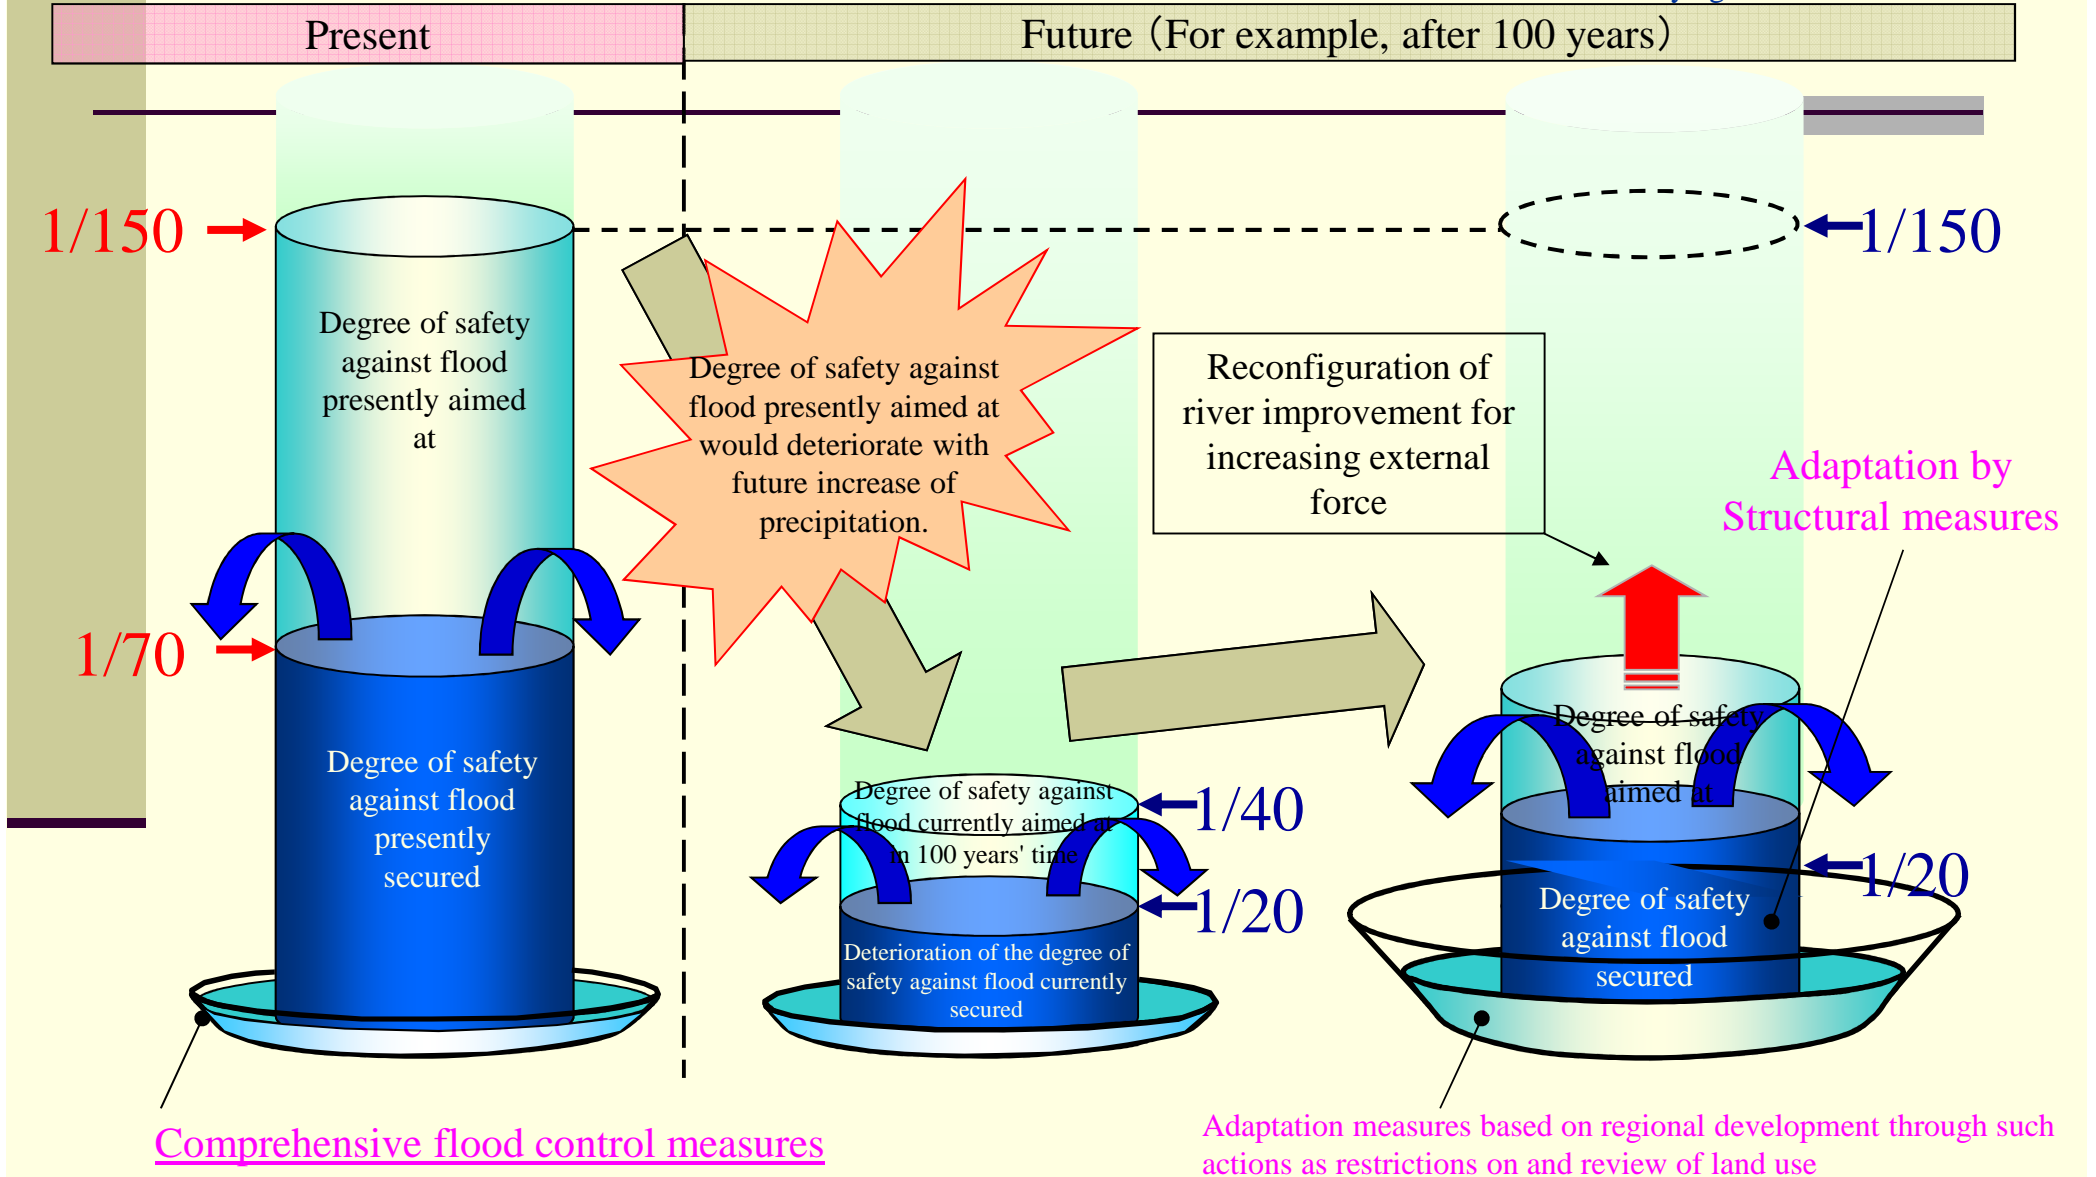 Present
Future（For example, after 100 years）
1/150
1/150
Degree of safety
against flood
presently aimed
at
Degree of safety against
flood presently aimed at
would deteriorate with
future increase of
precipitation.
Reconfiguration of
river improvement for
increasing external
force
Adaptation by
Structural measures
1/70
Degree of safety
against flood
presently
secured
Degree of safety against
flood currently aimed at
in 100 years' time
1/40
1/20
Deterioration of the degree of
safety against flood currently
secured
Degree of safety
against flood
aimed at
1/20
Degree of safety
against flood
secured
Comprehensive flood control measures
Adaptation measures based on regional development through such
actions as restrictions on and review of land use